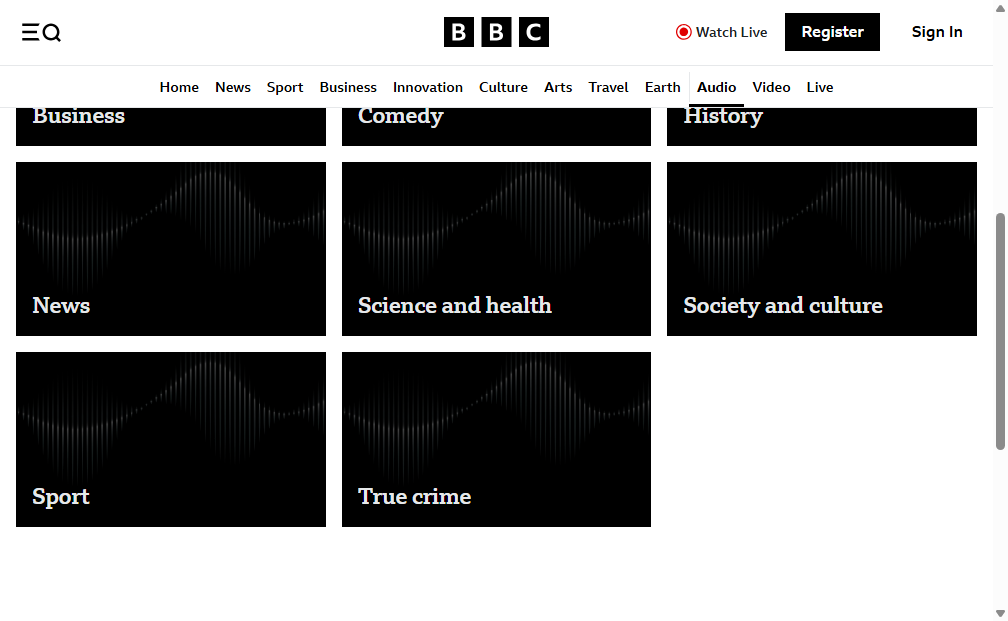 BBC
Watch Live
Register
Sign In
Home News Sport Business Innovation Culture Arts Travel Earth Audio Video Live
Business
Comedy
History
News
Science and health
Society and culture
Sport
True crime